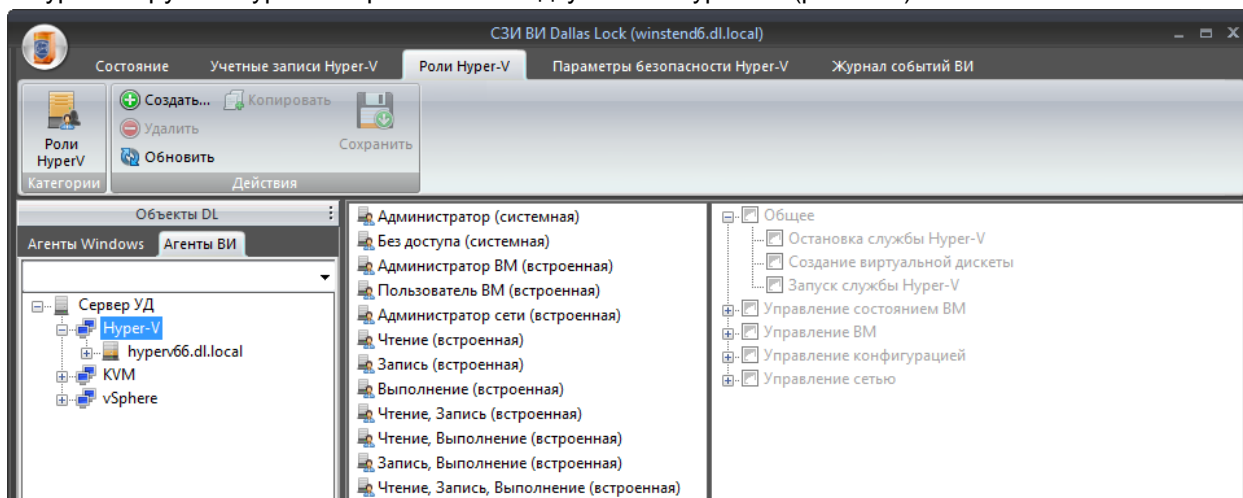 СЗИ ВИ Dallas Lock (winstend6.dl.local)
Состояние Учетные записи Hyper-V Роли Hyper-V Параметры безопасности Hyper-V Журнал событий ВИ
Роли HyperV
Категории
Создать... Копировать
Удалить
Обновить
Сохранить
Действия
Объекты DL
Агенты Windows Агенты ВИ
Сервер УД
Hyper-V
hyperv66.dl.local
KVM
vSphere
Администратор (системная)
Без доступа (системная)
Администратор ВМ (встроенная)
Пользователь ВМ (встроенная)
Администратор сети (встроенная)
Чтение (встроенная)
Запись (встроенная)
Выполнение (встроенная)
Чтение, Запись (встроенная)
Чтение, Выполнение (встроенная)
Запись, Выполнение (встроенная)
Чтение, Запись, Выполнение (встроенная)
Общее
Остановка службы Hyper-V
Создание виртуальной дискеты
Запуск службы Hyper-V
Управление состоянием ВМ
Управление ВМ
Управление конфигурацией
Управление сетью